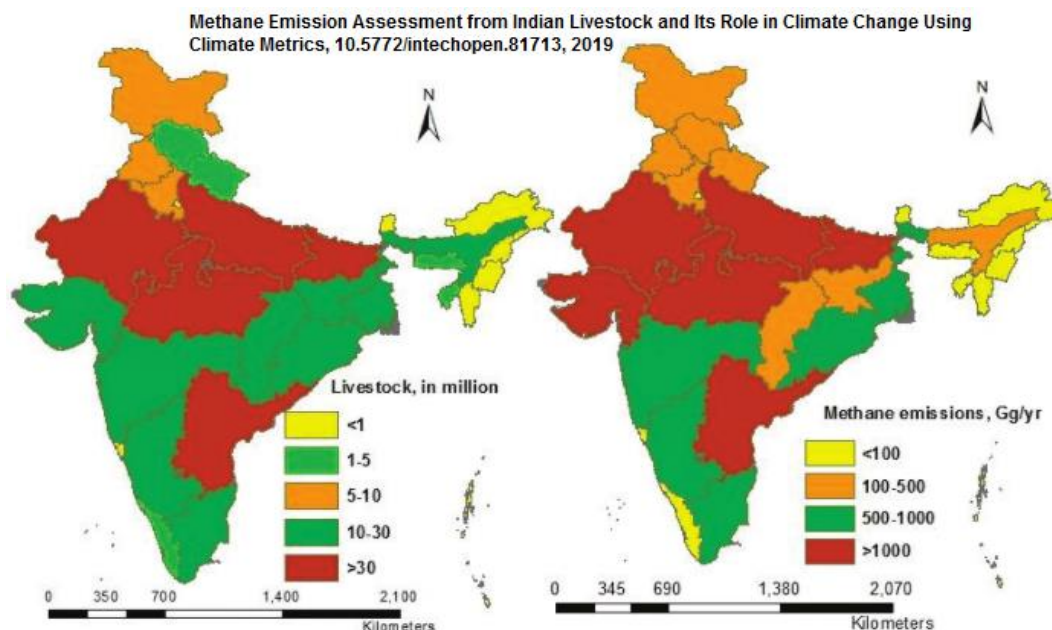 Methane Emission Assessment from Indian Livestock and Its Role in Climate Change Using
Climate Metrics, 10.5772/intechopen.81713, 2019
N
Livestock, in million
<1
1-5
5-10
10-30
>30
0 350 700 1,400 2,100
Kilometers
N
Methane emissions, Gg/yr
<100
100-500
500-1000
>1000
0 345 690 1,380 2,070
Kilometers